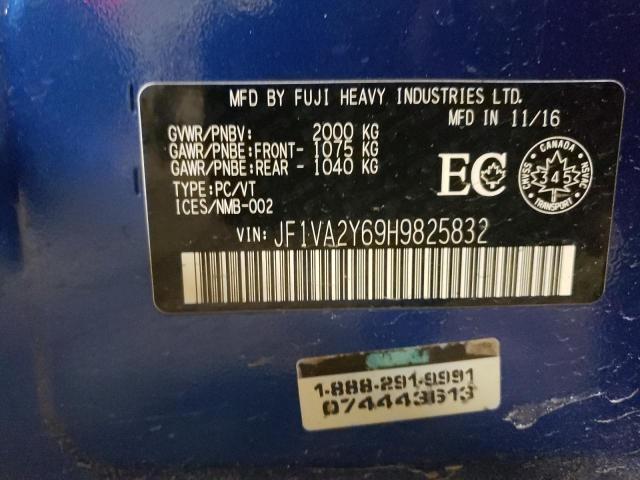 MFD BY FUJI HEAVY INDUSTRIES LTD.
MFD IN 11/16
GVWR/PNBV: 2000 KG
GAWR/PNBE:FRONT- 1075 KG
GAWR/PNBE:REAR - 1040 KG
TYPE:PC/VT
ICES/NMB-002
EC
CANADA
CMVSS NSVAC
345
TRANSPORT
VIN: JF1VA2Y69H9825832
1-888-291-9991
074443613